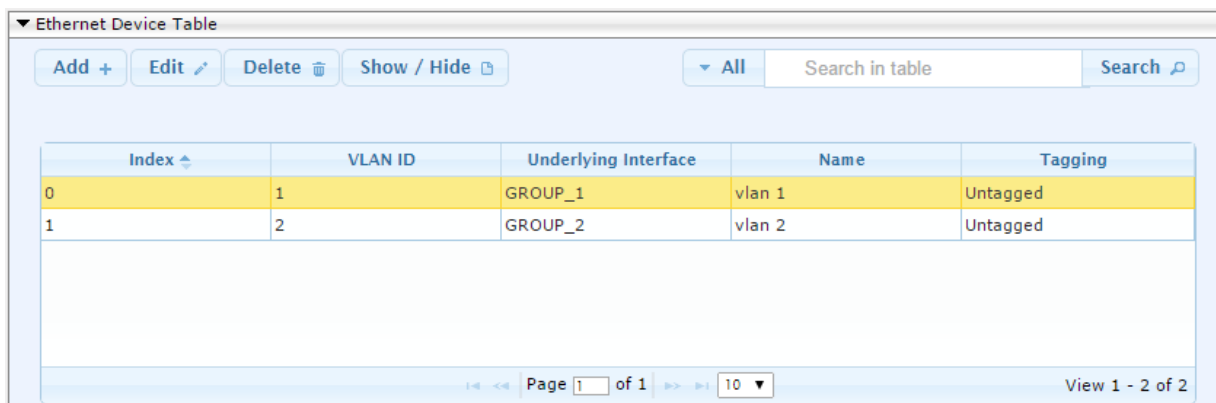 Ethernet Device Table
Add + Edit Delete Show / Hide All Search in table Search
Index VLAN ID Underlying Interface Name Tagging
0 1 GROUP_1 vlan 1 Untagged
1 2 GROUP_2 vlan 2 Untagged
Page 1 of 1 10 View 1 - 2 of 2